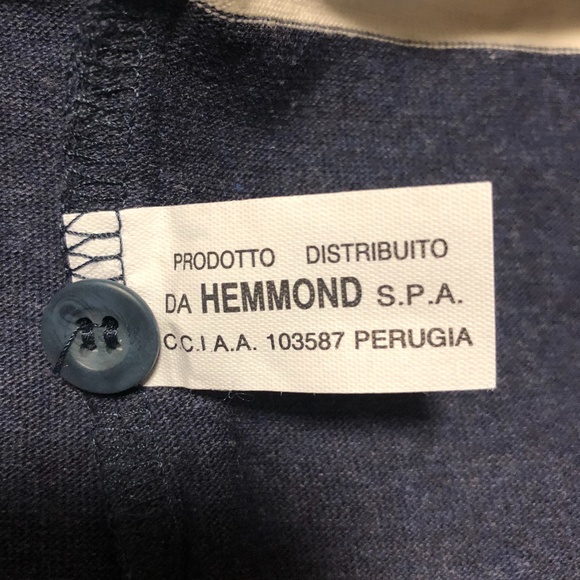 PRODOTTO DISTRIBUITO
DA HEMMOND S.P.A.
C.C.I.A.A. 103587 PERUGIA